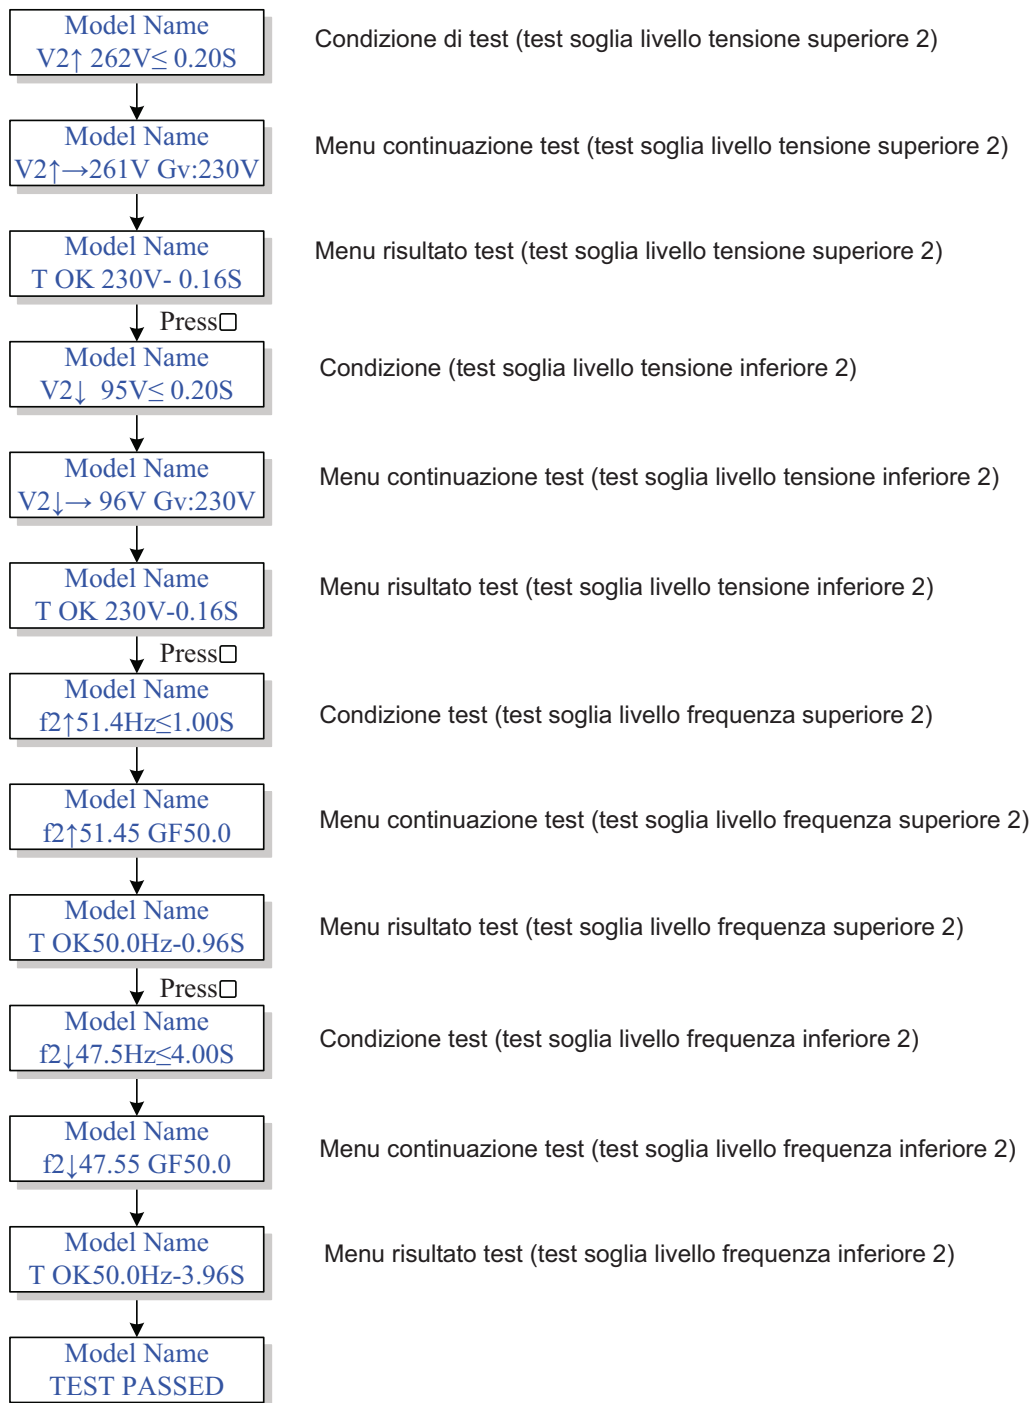 Model Name
V2↑ 262V≤ 0.20S
Condizione di test (test soglia livello tensione superiore 2)
Model Name
V2↑→261V Gv:230V
Menu continuazione test (test soglia livello tensione superiore 2)
Model Name
T OK 230V- 0.16S
Menu risultato test (test soglia livello tensione superiore 2)
Press□
Model Name
V2↓ 95V≤ 0.20S
Condizione (test soglia livello tensione inferiore 2)
Model Name
V2↓→ 96V Gv:230V
Menu continuazione test (test soglia livello tensione inferiore 2)
Model Name
T OK 230V-0.16S
Menu risultato test (test soglia livello tensione inferiore 2)
Press□
Model Name
f2↑51.4Hz≤1.00S
Condizione test (test soglia livello frequenza superiore 2)
Model Name
f2↑51.45 GF50.0
Menu continuazione test (test soglia livello frequenza superiore 2)
Model Name
T OK50.0Hz-0.96S
Menu risultato test (test soglia livello frequenza superiore 2)
Press□
Model Name
f2↓47.5Hz≤4.00S
Condizione test (test soglia livello frequenza inferiore 2)
Model Name
f2↓47.55 GF50.0
Menu continuazione test (test soglia livello frequenza inferiore 2)
Model Name
T OK50.0Hz-3.96S
Menu risultato test (test soglia livello frequenza inferiore 2)
Model Name
TEST PASSED